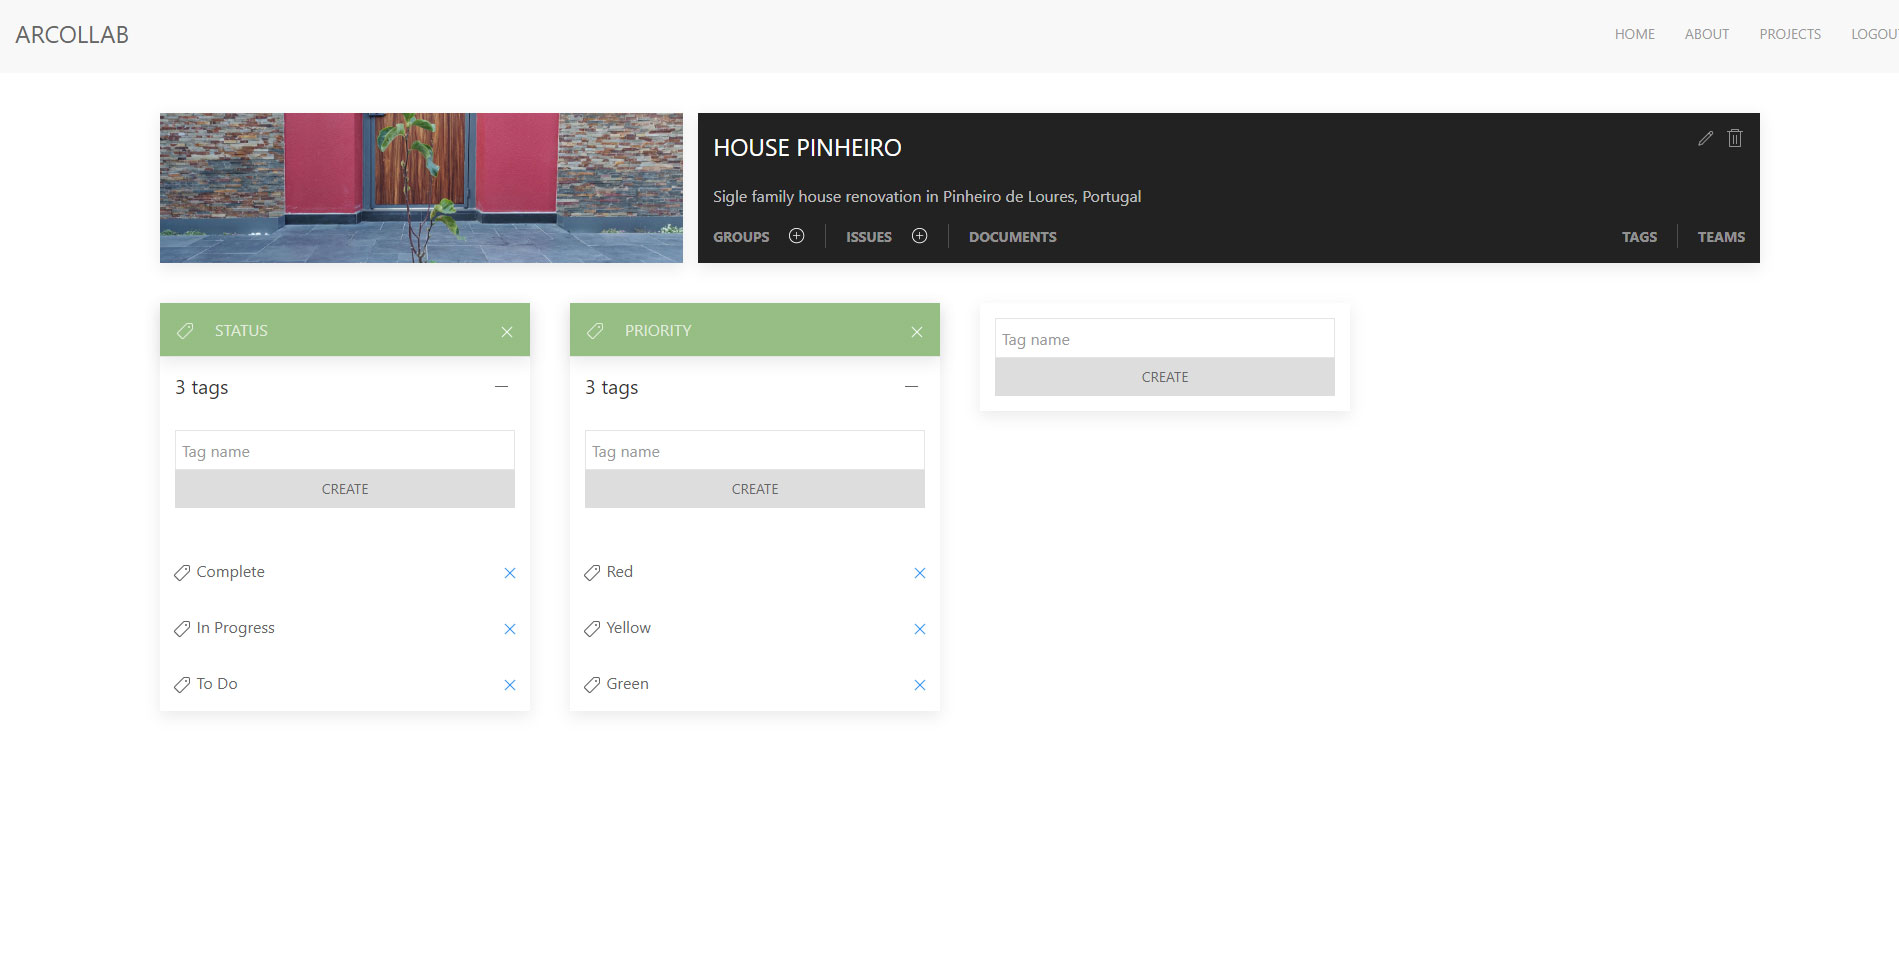 ARCOLLAB
HOME ABOUT PROJECTS LOGOU
HOUSE PINHEIRO
Sigle family house renovation in Pinheiro de Loures, Portugal
GROUPS ISSUES DOCUMENTS TAGS TEAMS
STATUS
3 tags
Tag name
CREATE
Complete
In Progress
To Do
PRIORITY
3 tags
Tag name
CREATE
Red
Yellow
Green
Tag name
CREATE